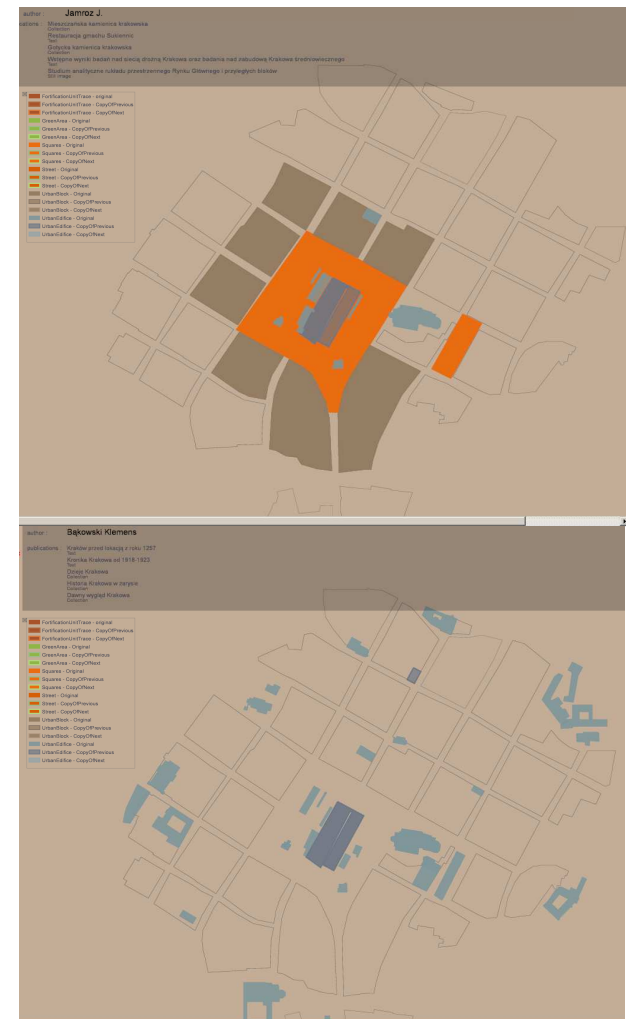 author : Jamroz J.
ications : Mieszczańska kamienica krakowska
Collection
Restauracja gmachu Sukiennic
Text
Gotycka kamienica krakowska
Collection
Wstępne wyniki badań nad siecią drożną Krakowa oraz badania nad zabudową Krakowa średniowiecznego
Text
Studium analityczne układu przestrzennego Rynku Głównego i przyległych bloków
Still image
FortificationUnitTrace - original
FortificationUnitTrace - CopyOfPrevious
FortificationUnitTrace - CopyOfNext
GreenArea - Original
GreenArea - CopyOfPrevious
GreenArea - CopyOfNext
Squares - Original
Squares - CopyOfPrevious
Squares - CopyOfNext
Street - Original
Street - CopyOfPrevious
Street - CopyOfNext
UrbanBlock - Original
UrbanBlock - CopyOfPrevious
UrbanBlock - CopyOfNext
UrbanEdifice - Original
UrbanEdifice - CopyOfPrevious
UrbanEdifice - CopyOfNext
author : Bąkowski Klemens
publications : Kraków przed lokacją z roku 1257
Text
Kronika Krakowa od 1918-1923
Text
Dzieje Krakowa
Collection
Historia Krakowa w zarysie
Collection
Dawny wygląd Krakowa
Collection
FortificationUnitTrace - original
FortificationUnitTrace - CopyOfPrevious
FortificationUnitTrace - CopyOfNext
GreenArea - Original
GreenArea - CopyOfPrevious
GreenArea - CopyOfNext
Squares - Original
Squares - CopyOfPrevious
Squares - CopyOfNext
Street - Original
Street - CopyOfPrevious
Street - CopyOfNext
UrbanBlock - Original
UrbanBlock - CopyOfPrevious
UrbanBlock - CopyOfNext
UrbanEdifice - Original
UrbanEdifice - CopyOfPrevious
UrbanEdifice - CopyOfNext